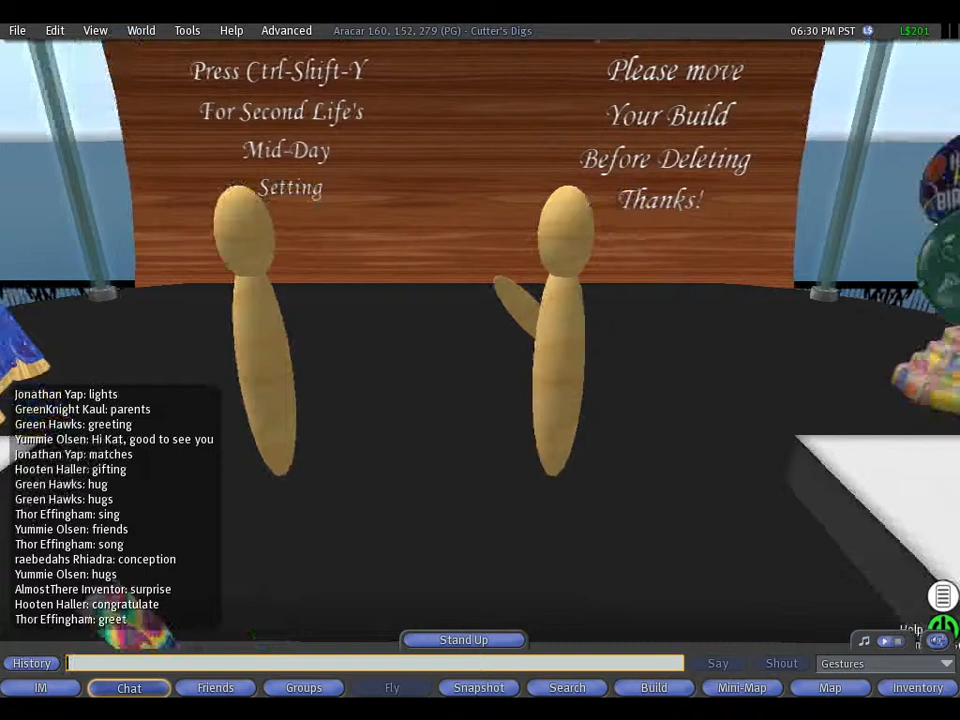 File Edit View World Tools Help Advanced Aracar 160, 152, 279 (PG) - Cutter's Digs 06:30 PM PST L$ L$201
Press Ctrl-Shift-Y
For Second Life's
Mid-Day
Setting
Please move
Your Build
Before Deleting
Thanks!
Jonathan Yap: lights
GreenKnight Kaul: parents
Green Hawks: greeting
Yummie Olsen: Hi Kat, good to see you
Jonathan Yap: matches
Hooten Haller: gifting
Green Hawks: hug
Green Hawks: hugs
Thor Effingham: sing
Yummie Olsen: friends
Thor Effingham: song
raebedahs Rhiadra: conception
Yummie Olsen: hugs
AlmostThere Inventor: surprise
Hooten Haller: congratulate
Thor Effingham: greet
Help
Stand Up
History Say Shout Gestures
IM Chat Friends Groups Fly Snapshot Search Build Mini-Map Map Inventory